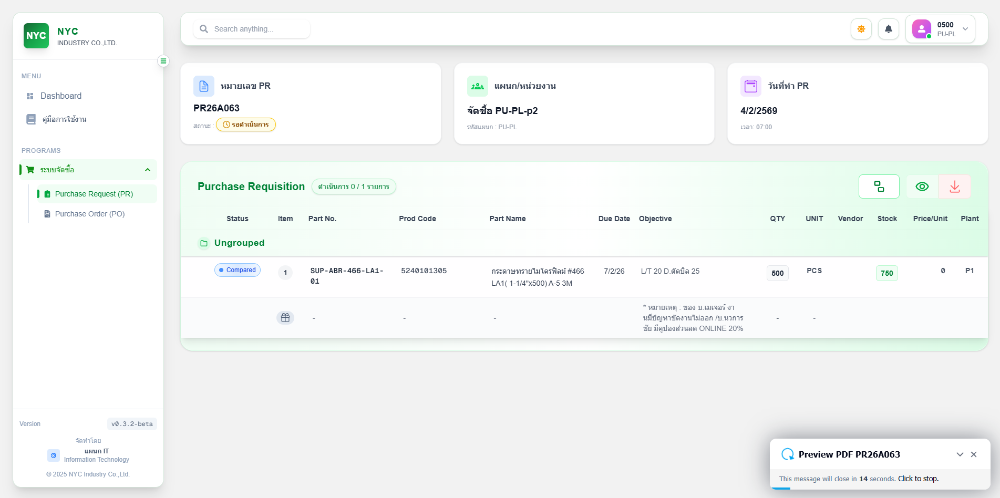 NYC
NYC
INDUSTRY CO.,LTD.
Search anything...
0500
PU-PL
MENU
Dashboard
คู่มือการใช้งาน
PROGRAMS
ระบบจัดซื้อ
Purchase Request (PR)
Purchase Order (PO)
หมายเลข PR
PR26A063
สถานะ : รอดำเนินการ
แผนก/หน่วยงาน
จัดซื้อ PU-PL-p2
รหัสแผนก : PU-PL
วันที่ทำ PR
4/2/2569
เวลา: 07:00
Purchase Requisition ดำเนินการ 0 / 1 รายการ
Status Item Part No. Prod Code Part Name Due Date Objective QTY UNIT Vendor Stock Price/Unit Plant
Ungrouped
Compared 1 SUP-ABR-466-LA1-01 5240101305 กระดาษทรายไมโครฟิลม์ #466 7/2/26 L/T 20 D.ตัดบิล 25 500 PCS 750 0 P1
LA1( 1-1/4"x500) A-5 3M
- - - * หมายเหตุ : ของ บ.เมเจอร์ งา - -
นมีปัญหาขัดงานไม่ออก /บ.นวการ
ชัย มีคูปองส่วนลด ONLINE 20%
Version v0.3.2-beta
จัดทำโดย
แผนก IT
Information Technology
© 2025 NYC Industry Co.,Ltd.
Preview PDF PR26A063
This message will close in 14 seconds. Click to stop.